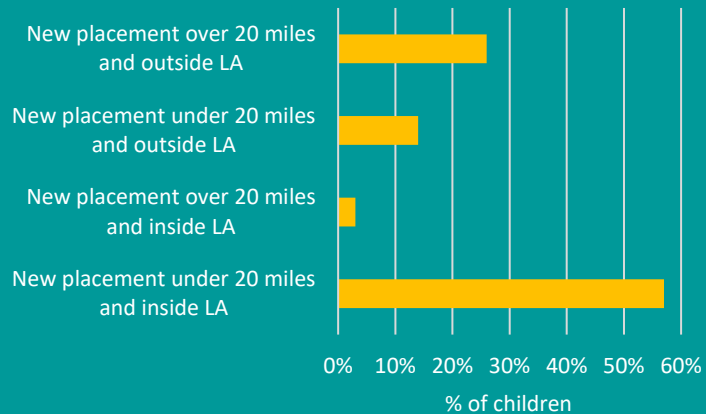 New placement over 20 miles
and outside LA
New placement under 20 miles
and outside LA
New placement over 20 miles
and inside LA
New placement under 20 miles
and inside LA
0% 10% 20% 30% 40% 50% 60%
% of children